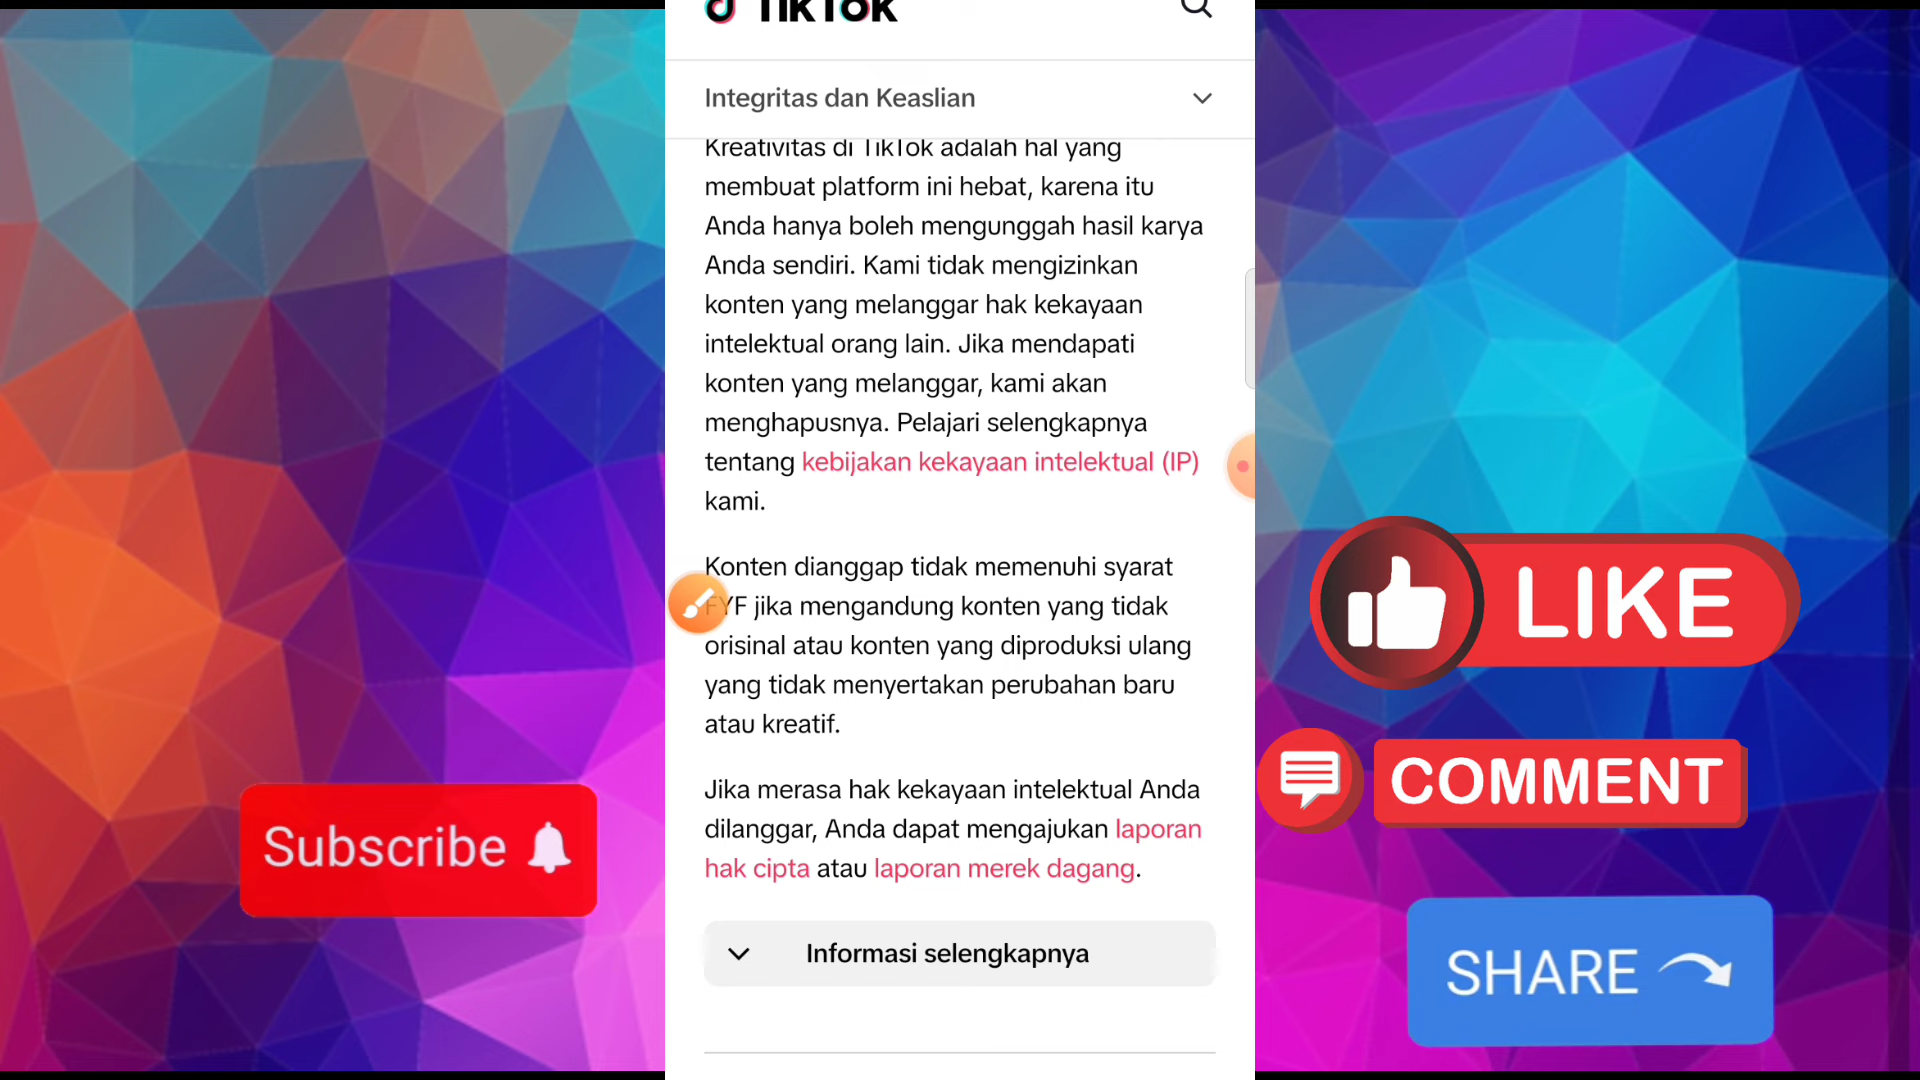 TikTok
Integritas dan Keaslian
Kreativitas di TikTok adalah hal yang
membuat platform ini hebat, karena itu
Anda hanya boleh mengunggah hasil karya
Anda sendiri. Kami tidak mengizinkan
konten yang melanggar hak kekayaan
intelektual orang lain. Jika mendapati
konten yang melanggar, kami akan
menghapusnya. Pelajari selengkapnya
tentang kebijakan kekayaan intelektual (IP)
kami.
Konten dianggap tidak memenuhi syarat
FYF jika mengandung konten yang tidak
orisinal atau konten yang diproduksi ulang
yang tidak menyertakan perubahan baru
atau kreatif.
Jika merasa hak kekayaan intelektual Anda
dilanggar, Anda dapat mengajukan laporan
hak cipta atau laporan merek dagang.
Informasi selengkapnya
Subscribe
LIKE
COMMENT
SHARE